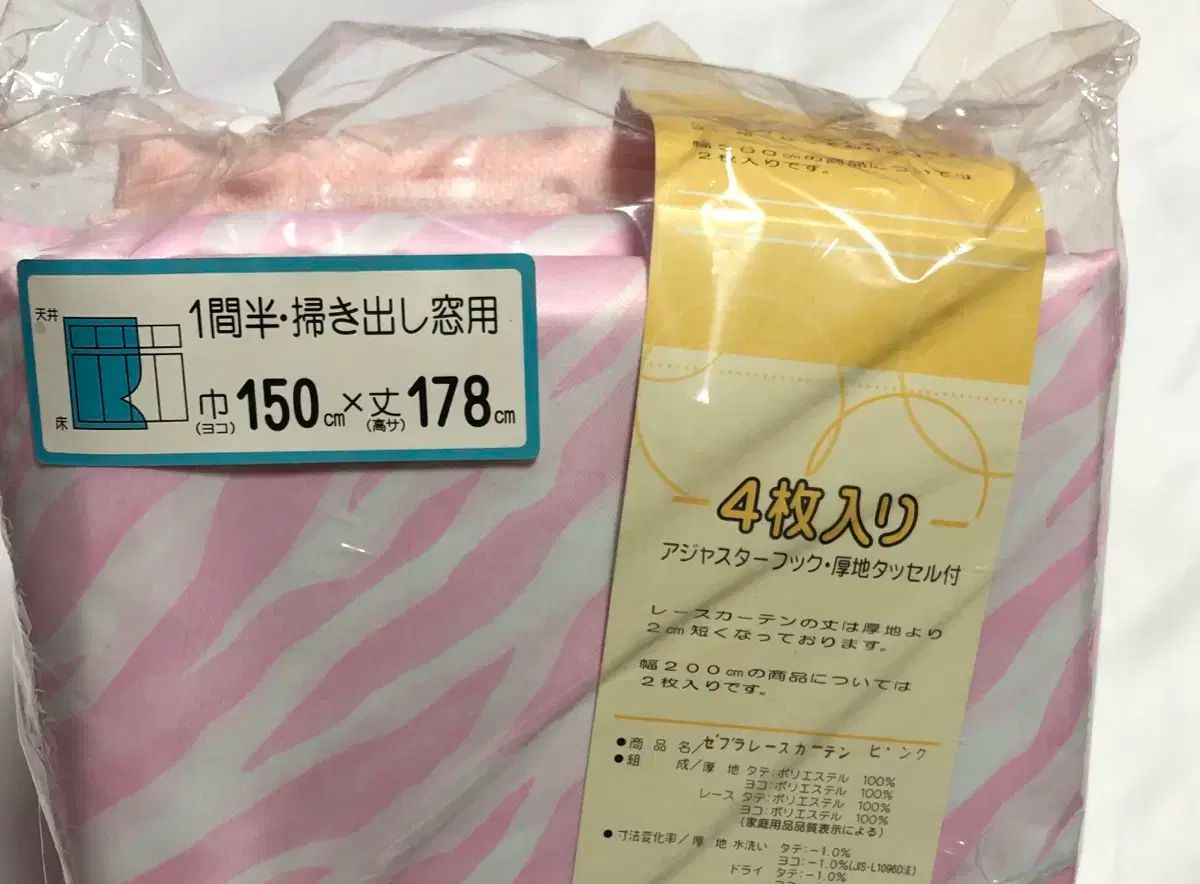 天井
床
1間半・掃き出し窓用
巾150cm×丈178cm
(ヨコ) (高サ)
幅200cmの商品については
2枚入りです。
4枚入り
アジャスターフック・厚地タッセル付
レースカーテンの丈は厚地より
2cm短くなっております。
幅200cmの商品については
2枚入りです。
●商品名/ゼブラレースカーテン ピンク
●組 成/厚 地 タテ:ポリエステル 100%
ヨコ:ポリエステル 100%
レース タテ:ポリエステル 100%
ヨコ:ポリエステル 100%
(家庭用品品質表示による)
●寸法変化率/厚 地 水洗い タテ:−1.0%
ヨコ:−1.0%(JIS-L1096D法)
ドライ タテ:−1.0%